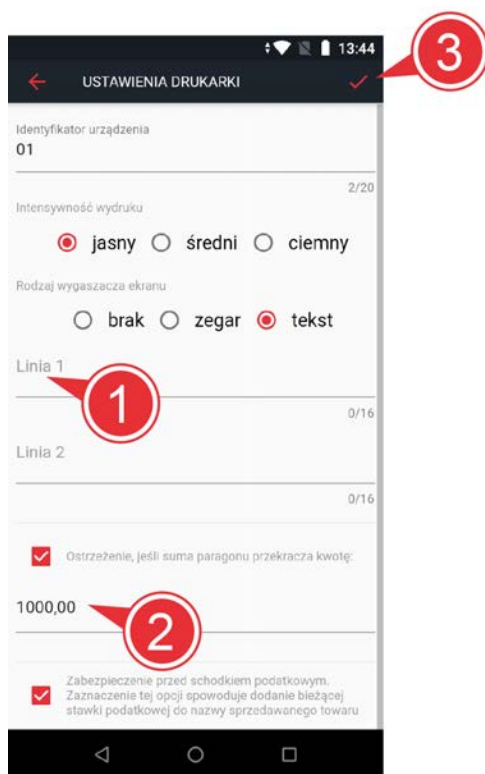 13:44
3
USTAWIENIA DRUKARKI
Identyfikator urządzenia
01
2/20
Intensywność wydruku
jasny średni ciemny
Rodzaj wygaszacza ekranu
brak zegar tekst
Linia 1
1
0/16
Linia 2
0/16
Ostrzeżenie, jeśli suma paragonu przekracza kwotę:
1000,00
2
Zabezpieczenie przed schodkiem podatkowym.
Zaznaczenie tej opcji spowoduje dodanie bieżącej
stawki podatkowej do nazwy sprzedawanego towaru